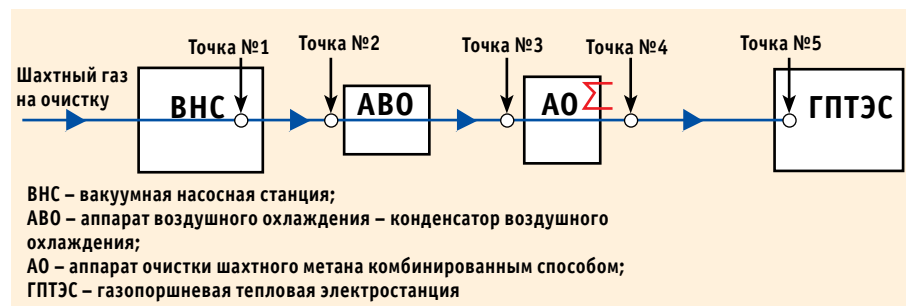 Точка №1
Точка №2
Точка №3
Точка №4
Точка №5
Шахтный газ
на очистку
ВНС
АВО
АО
ГПТЭС
ВНС – вакуумная насосная станция;
АВО – аппарат воздушного охлаждения – конденсатор воздушного
охлаждения;
АО – аппарат очистки шахтного метана комбинированным способом;
ГПТЭС – газопоршневая тепловая электростанция